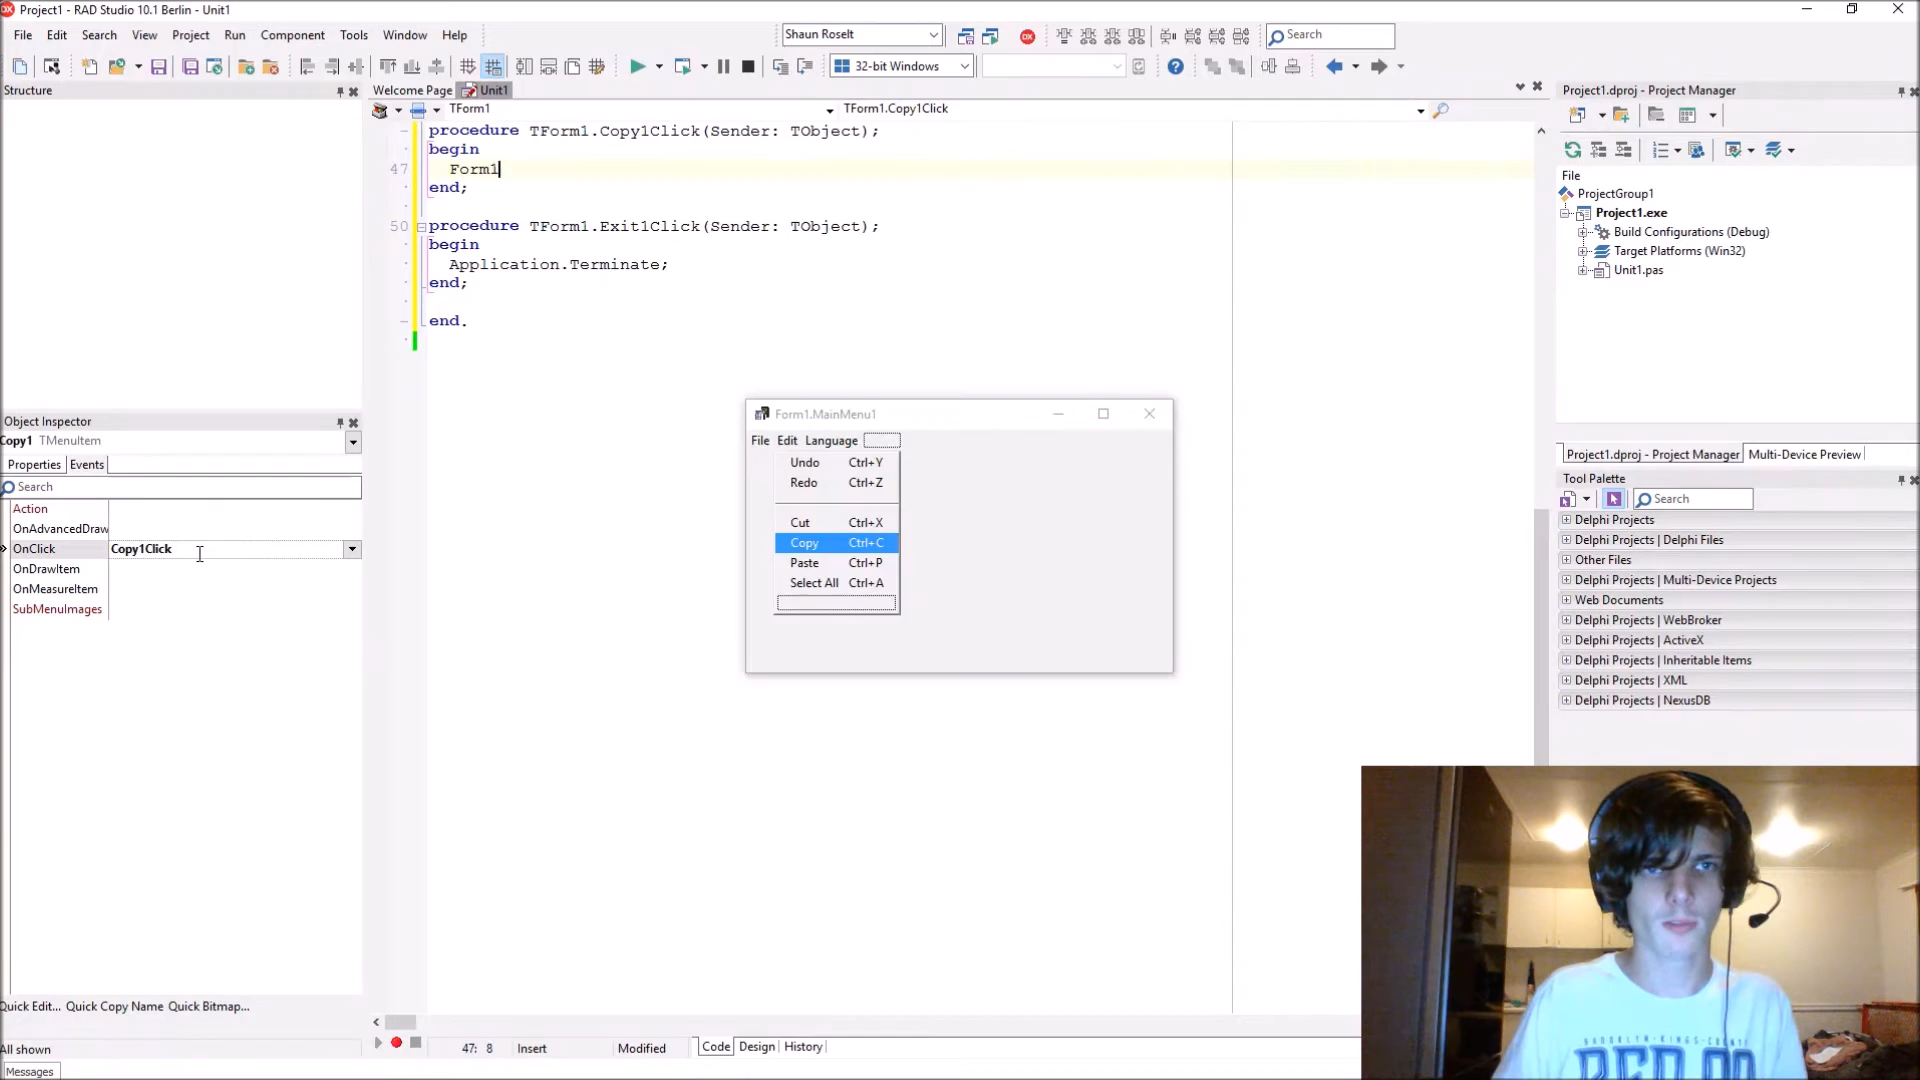 Project1 - RAD Studio 10.1 Berlin - Unit1
File Edit Search View Project Run Component Tools Window Help
Shaun Roselt
Search
32-bit Windows
Structure
Welcome Page Unit1
TForm1
TForm1.Copy1Click
procedure TForm1.Copy1Click(Sender: TObject);
begin
47 Form1
end;
50 procedure TForm1.Exit1Click(Sender: TObject);
begin
Application.Terminate;
end;
end.
Form1.MainMenu1
File Edit Language
Undo Ctrl+Y
Redo Ctrl+Z
Cut Ctrl+X
Copy Ctrl+C
Paste Ctrl+P
Select All Ctrl+A
Object Inspector
Copy1 TMenuItem
Properties Events
Search
Action
OnAdvancedDraw
OnClick Copy1Click
OnDrawItem
OnMeasureItem
SubMenuImages
Quick Edit... Quick Copy Name Quick Bitmap...
All shown
Messages
47: 8 Insert Modified Code Design History
Project1.dproj - Project Manager
File
ProjectGroup1
Project1.exe
Build Configurations (Debug)
Target Platforms (Win32)
Unit1.pas
Project1.dproj - Project Manager Multi-Device Preview
Tool Palette
Search
Delphi Projects
Delphi Projects | Delphi Files
Other Files
Delphi Projects | Multi-Device Projects
Web Documents
Delphi Projects | WebBroker
Delphi Projects | ActiveX
Delphi Projects | Inheritable Items
Delphi Projects | XML
Delphi Projects | NexusDB